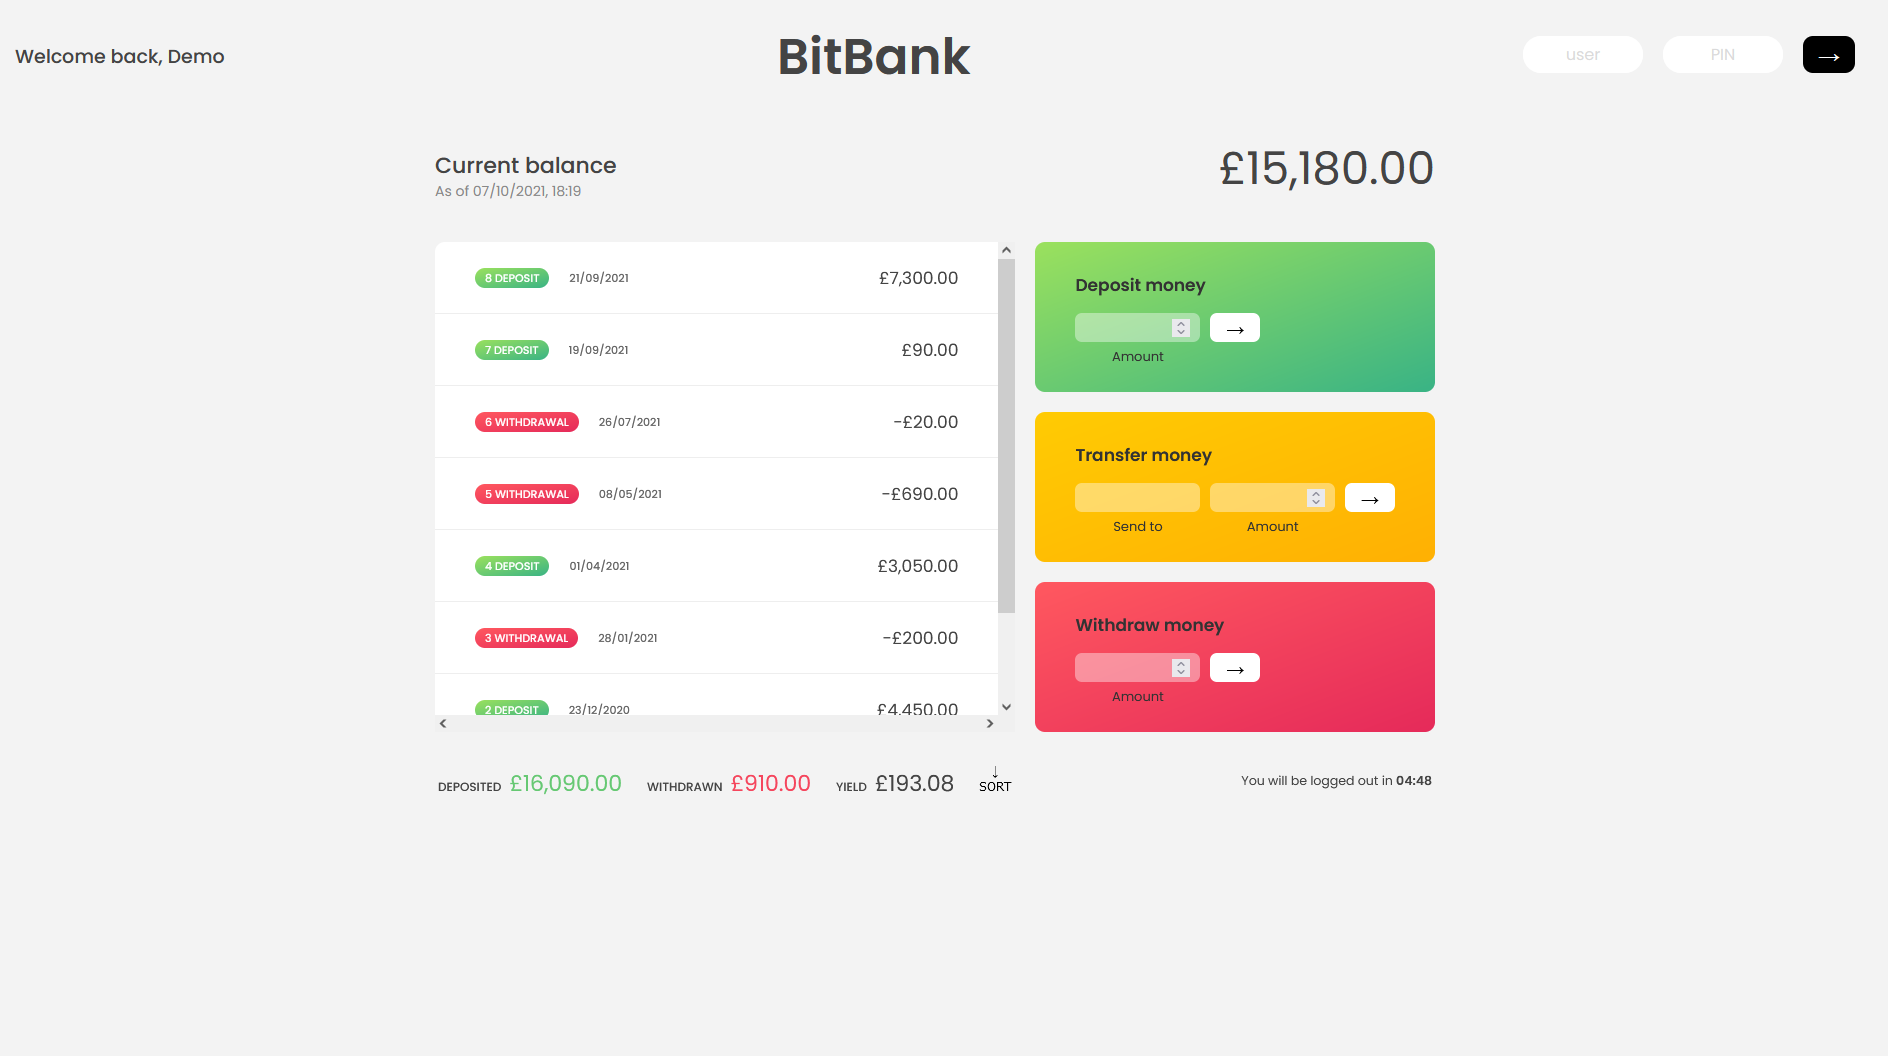 Welcome back, Demo
BitBank
user
PIN
→
Current balance
As of 07/10/2021, 18:19
£15,180.00
8 DEPOSIT 21/09/2021 £7,300.00
7 DEPOSIT 19/09/2021 £90.00
6 WITHDRAWAL 26/07/2021 -£20.00
5 WITHDRAWAL 08/05/2021 -£690.00
4 DEPOSIT 01/04/2021 £3,050.00
3 WITHDRAWAL 28/01/2021 -£200.00
2 DEPOSIT 23/12/2020 £4,450.00
Deposit money
→
Amount
Transfer money
→
Send to Amount
Withdraw money
→
Amount
DEPOSITED £16,090.00 WITHDRAWN £910.00 YIELD £193.08
↓
SORT
You will be logged out in 04:48